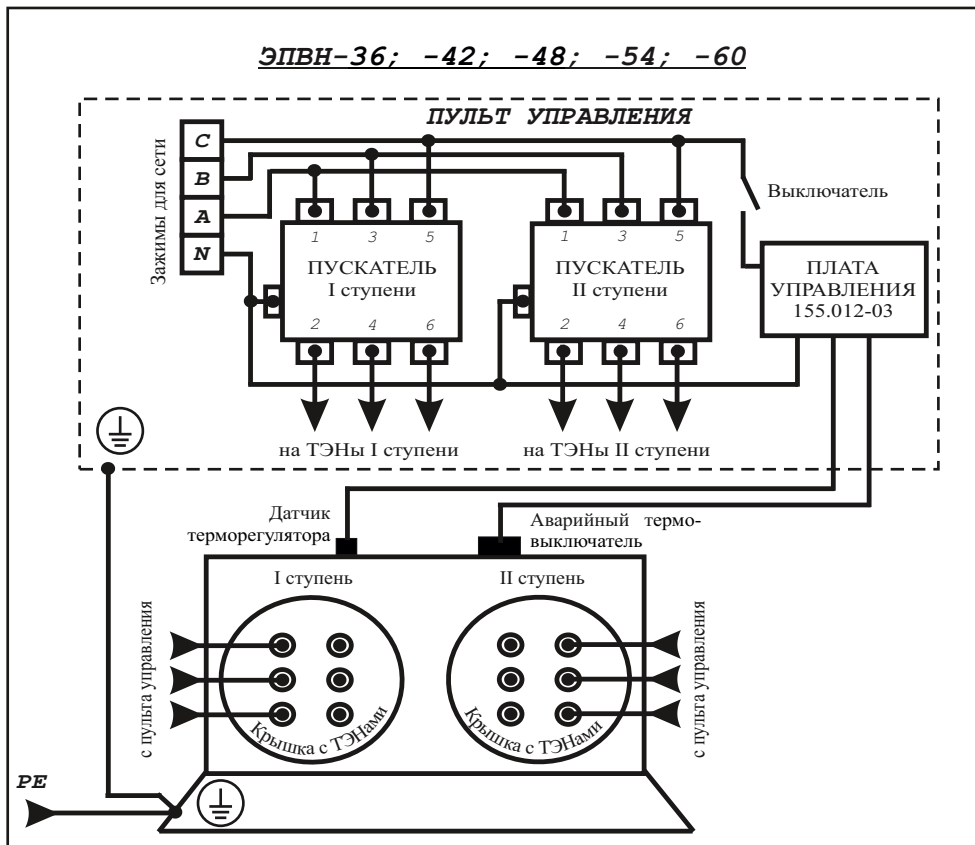 ЭПВН-36; -42; -48; -54; -60
ПУЛЬТ УПРАВЛЕНИЯ
Зажимы для сети
C
B
A
N
Выключатель
1 3 5
ПУСКАТЕЛЬ
I ступени
2 4 6
1 3 5
ПУСКАТЕЛЬ
II ступени
2 4 6
ПЛАТА
УПРАВЛЕНИЯ
155.012-03
на ТЭНы I ступени
на ТЭНы II ступени
Датчик
терморегулятора
Аварийный термо-
выключатель
I ступень
II ступень
с пульта управления
Крышка с ТЭНами
Крышка с ТЭНами
с пульта управления
PE